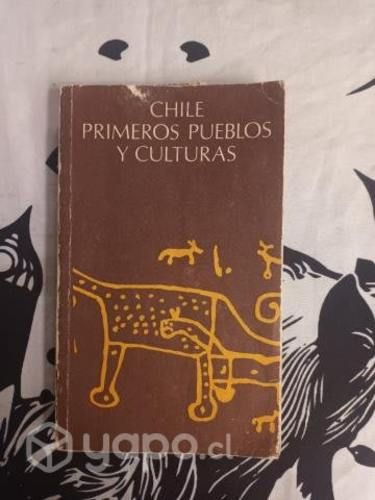 CHILE
PRIMEROS PUEBLOS
Y CULTURAS
yapo.cl